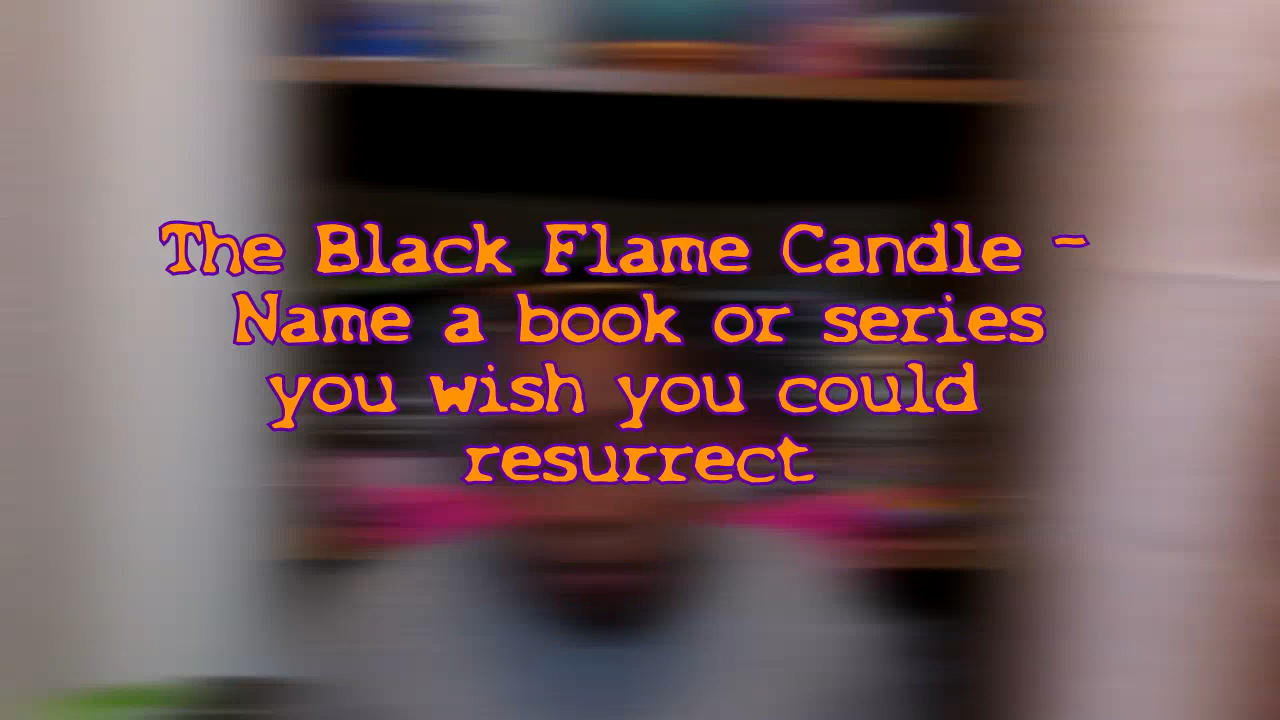 The Black Flame Candle -
Name a book or series
you wish you could
resurrect